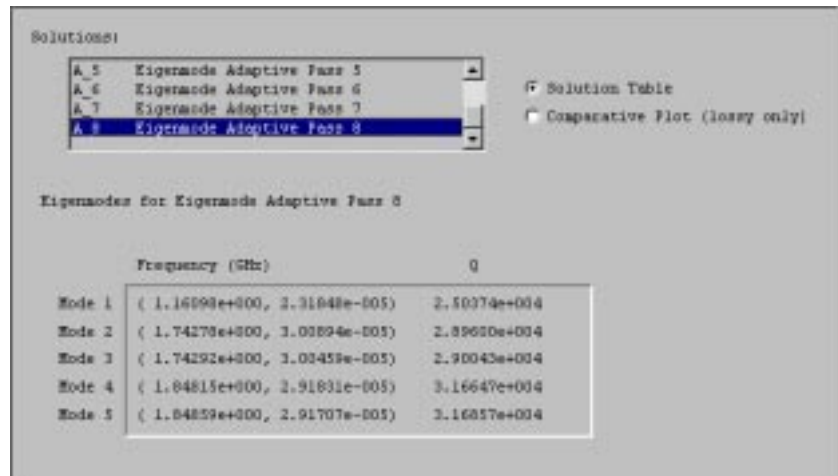 Solutions:
A_5 Eigenmode Adaptive Pass 5
A_6 Eigenmode Adaptive Pass 6
A_7 Eigenmode Adaptive Pass 7
A_8 Eigenmode Adaptive Pass 8
Solution Table
Comparative Plot (lossy only)
Eigenmodes for Eigenmode Adaptive Pass 8
Frequency (GHz) Q
Mode 1 ( 1.16098e+000, 2.31848e-005) 2.50374e+004
Mode 2 ( 1.74278e+000, 3.00894e-005) 2.89600e+004
Mode 3 ( 1.74292e+000, 3.00459e-005) 2.90043e+004
Mode 4 ( 1.84815e+000, 2.91831e-005) 3.16647e+004
Mode 5 ( 1.84859e+000, 2.91707e-005) 3.16857e+004